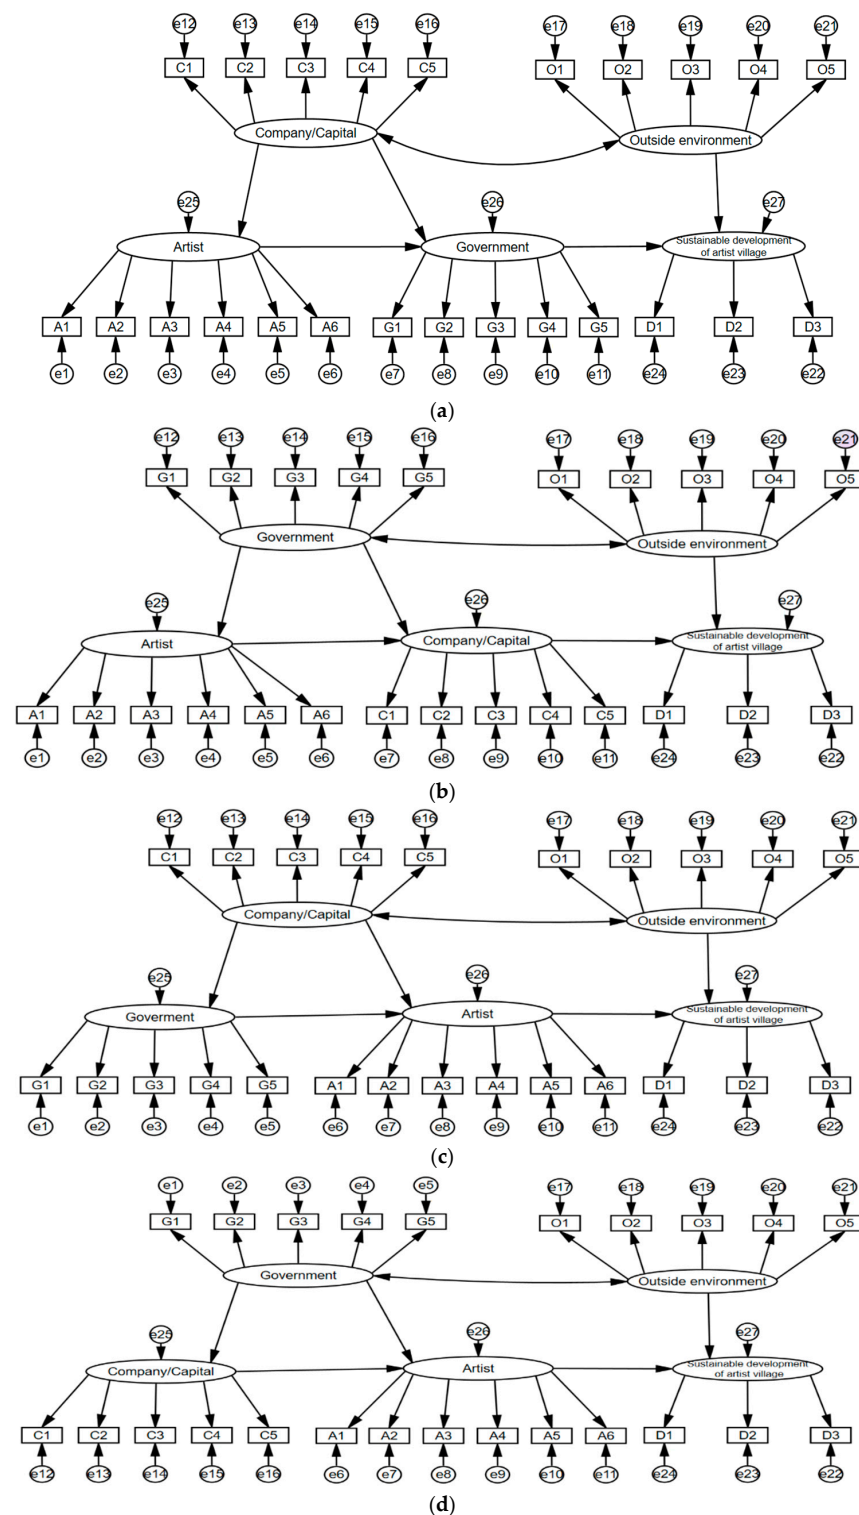 e12 e13 e14 e15 e16 e17 e18 e19 e20 e21
C1 C2 C3 C4 C5 O1 O2 O3 O4 O5
Company/Capital Outside environment
e25 e26 e27
Artist Government Sustainable development
of artist village
A1 A2 A3 A4 A5 A6 G1 G2 G3 G4 G5 D1 D2 D3
e1 e2 e3 e4 e5 e6 e7 e8 e9 e10 e11 e24 e23 e22
(a)
e12 e13 e14 e15 e16 e17 e18 e19 e20 e21
G1 G2 G3 G4 G5 O1 O2 O3 O4 O5
Government Outside environment
e25 e26 e27
Artist Company/Capital Sustainable development
of artist village
A1 A2 A3 A4 A5 A6 C1 C2 C3 C4 C5 D1 D2 D3
e1 e2 e3 e4 e5 e6 e7 e8 e9 e10 e11 e24 e23 e22
(b)
e12 e13 e14 e15 e16 e17 e18 e19 e20 e21
C1 C2 C3 C4 C5 O1 O2 O3 O4 O5
Company/Capital Outside environment
e25 e26 e27
Goverment Artist Sustainable development
of artist village
G1 G2 G3 G4 G5 A1 A2 A3 A4 A5 A6 D1 D2 D3
e1 e2 e3 e4 e5 e6 e7 e8 e9 e10 e11 e24 e23 e22
(c)
e1 e2 e3 e4 e5 e17 e18 e19 e20 e21
G1 G2 G3 G4 G5 O1 O2 O3 O4 O5
Government Outside environment
e25 e26 e27
Company/Capital Artist Sustainable development
of artist village
C1 C2 C3 C4 C5 A1 A2 A3 A4 A5 A6 D1 D2 D3
e12 e13 e14 e15 e16 e6 e7 e8 e9 e10 e11 e24 e23 e22
(d)